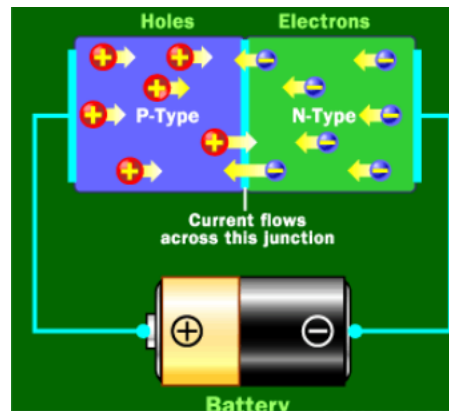 Holes Electrons
P-Type N-Type
Current flows
across this junction
Battery